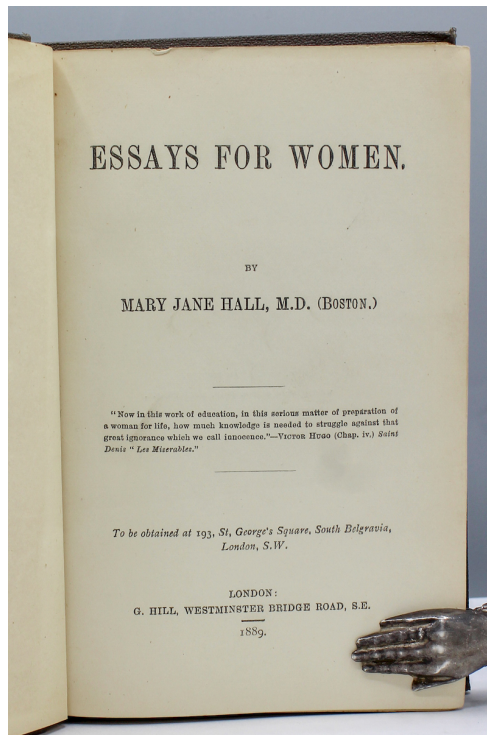 ESSAYS FOR WOMEN.
BY
MARY JANE HALL, M.D. (BOSTON.)
"Now in this work of education, in this serious matter of preparation of
a woman for life, how much knowledge is needed to struggle against that
great ignorance which we call innocence."—VICTOR HUGO (Chap. iv.) Saint
Denis "Les Miserables."
To be obtained at 193, St, George's Square, South Belgravia,
London, S.W.
LONDON:
G. HILL, WESTMINSTER BRIDGE ROAD, S.E.
1889.